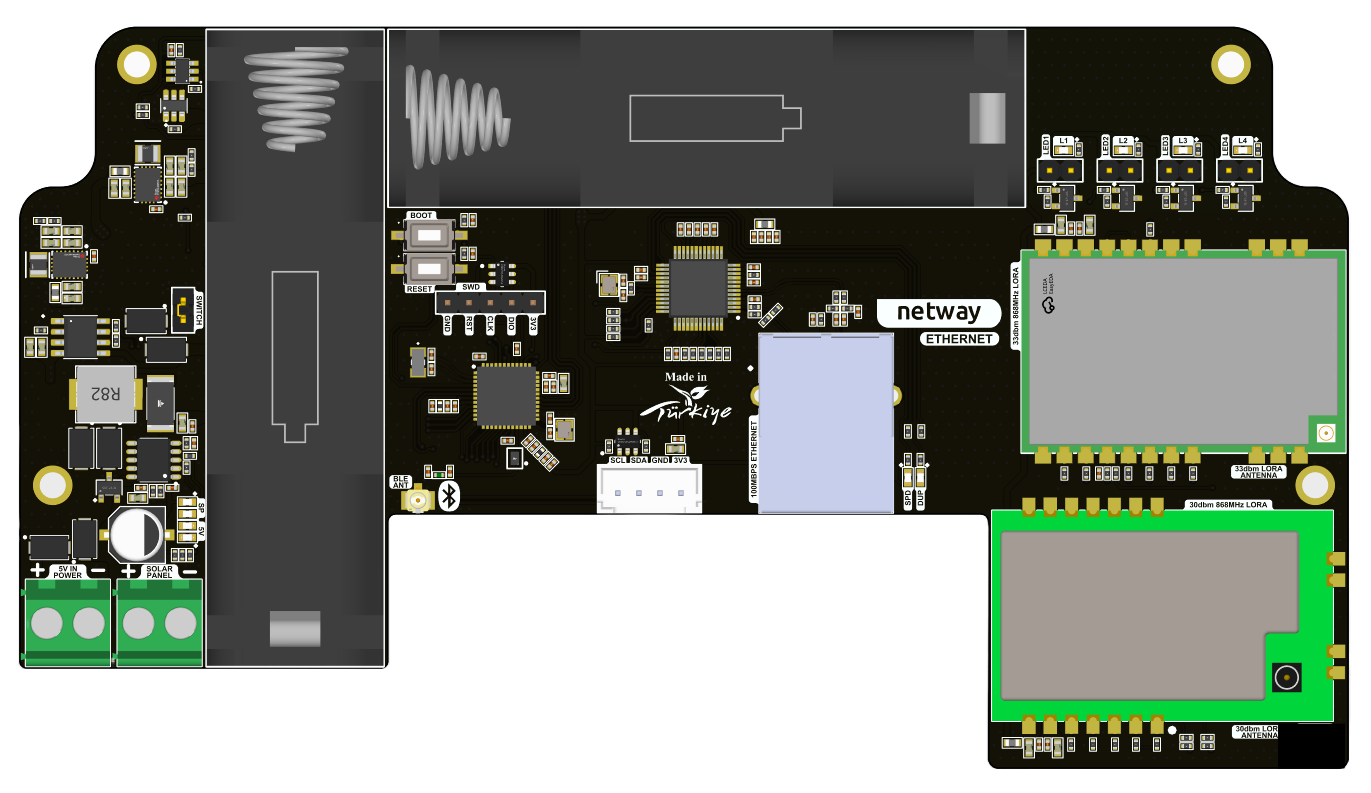 LED1
L1
LED2
L2
LED3
L3
LED4
L4
BOOT
RESET
SWD
GND
RST
CLK
DIO
3V3
SWITCH
netway
ETHERNET
33dbm 868MHz LORA
LCEDA
EasyEDA
R82
Made in
Türkiye
100MBPS ETHERNET
SCL SDA GND 3V3
BLE
ANT
SPD
DUP
SP
5V
33dbm LORA
ANTENNA
30dbm 868MHz LORA
+ 5V IN −
POWER
+ SOLAR −
PANEL
30dbm LOR
ANTENNA